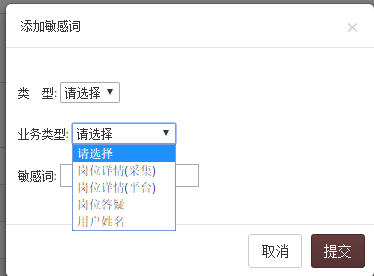 添加敏感词 ×
类 型: 请选择
业务类型: 请选择
请选择
岗位详情(采集)
敏感词:
岗位详情(平台)
岗位答疑
用户姓名
取消 提交